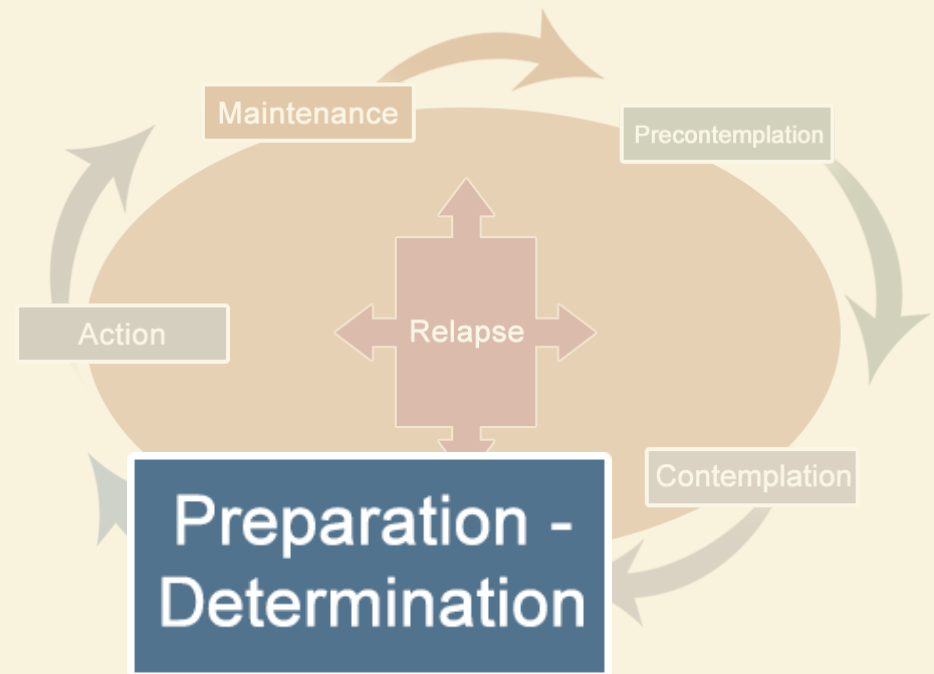 Maintenance
Precontemplation
Relapse
Action
Contemplation
Preparation -
Determination